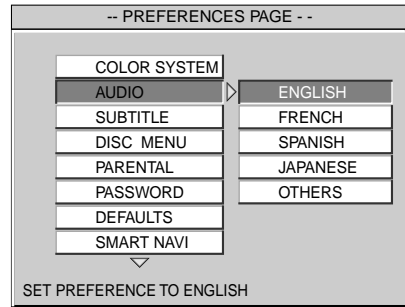 -- PREFERENCES PAGE - -
COLOR SYSTEM
AUDIO
ENGLISH
SUBTITLE
FRENCH
DISC MENU
SPANISH
PARENTAL
JAPANESE
PASSWORD
OTHERS
DEFAULTS
SMART NAVI
SET PREFERENCE TO ENGLISH